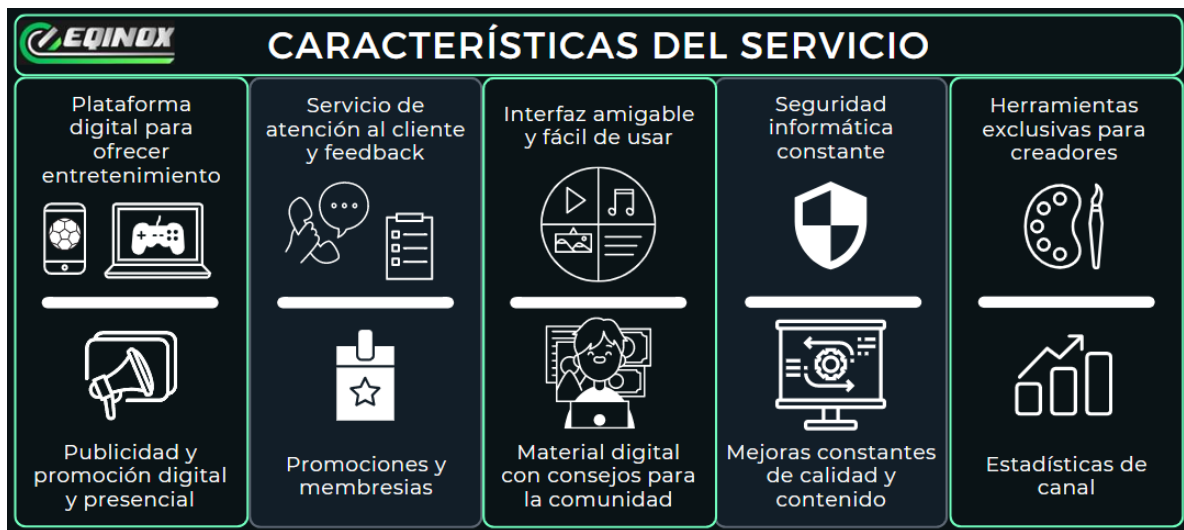 EQINOX
CARACTERÍSTICAS DEL SERVICIO
Plataforma
digital para
ofrecer
entretenimiento
Servicio de
atención al cliente
y feedback
Interfaz amigable
y fácil de usar
Seguridad
informática
constante
Herramientas
exclusivas para
creadores
Publicidad y
promoción digital
y presencial
Promociones y
membresias
Material digital
con consejos para
la comunidad
Mejoras constantes
de calidad y
contenido
Estadísticas de
canal